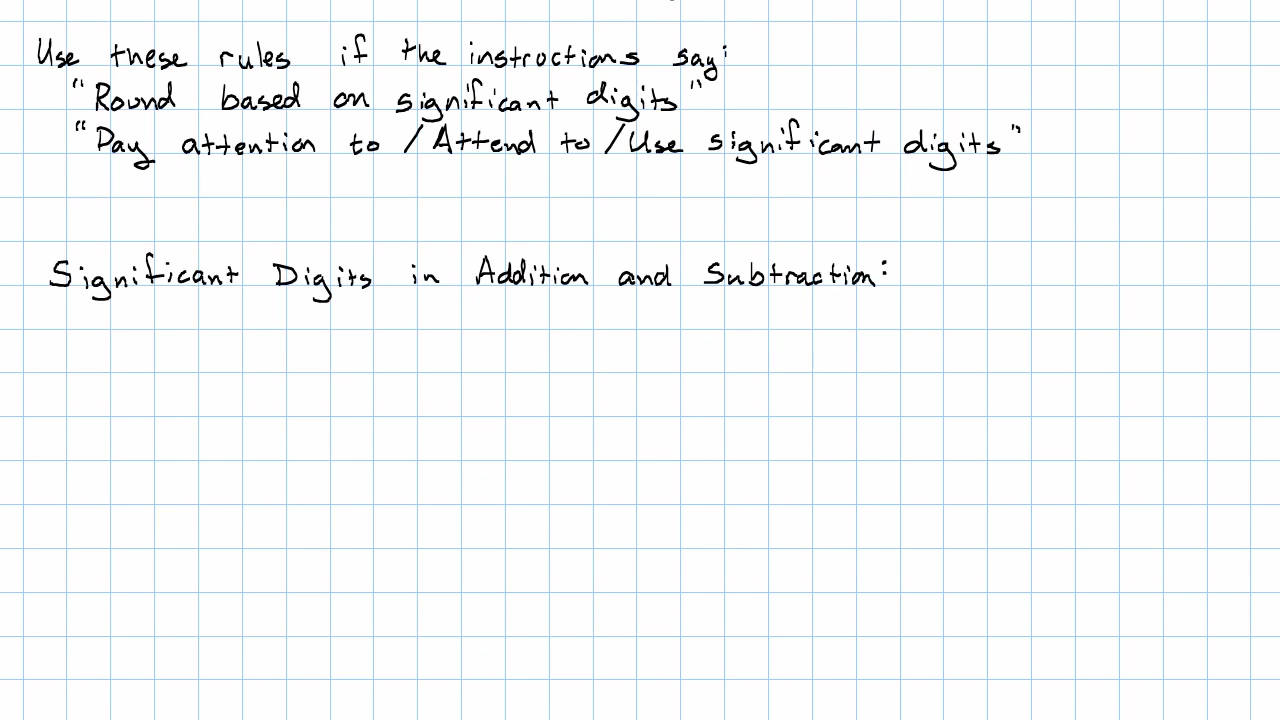 Use these rules if the instructions say:
"Round based on significant digits"
"Pay attention to / Attend to / Use significant digits"
Significant Digits in Addition and Subtraction: